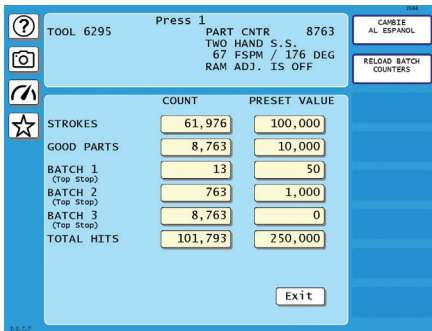 2588
Press 1
TOOL 6295
PART CNTR 8763
TWO HAND S.S.
67 FSPM / 176 DEG
RAM ADJ. IS OFF
CAMBIE
AL ESPANOL
RELOAD BATCH
COUNTERS
COUNT PRESET VALUE
STROKES 61,976 100,000
GOOD PARTS 8,763 10,000
BATCH 1 13 50
(Top Stop)
BATCH 2 763 1,000
(Top Stop)
BATCH 3 8,763 0
(Top Stop)
TOTAL HITS 101,793 250,000
Exit